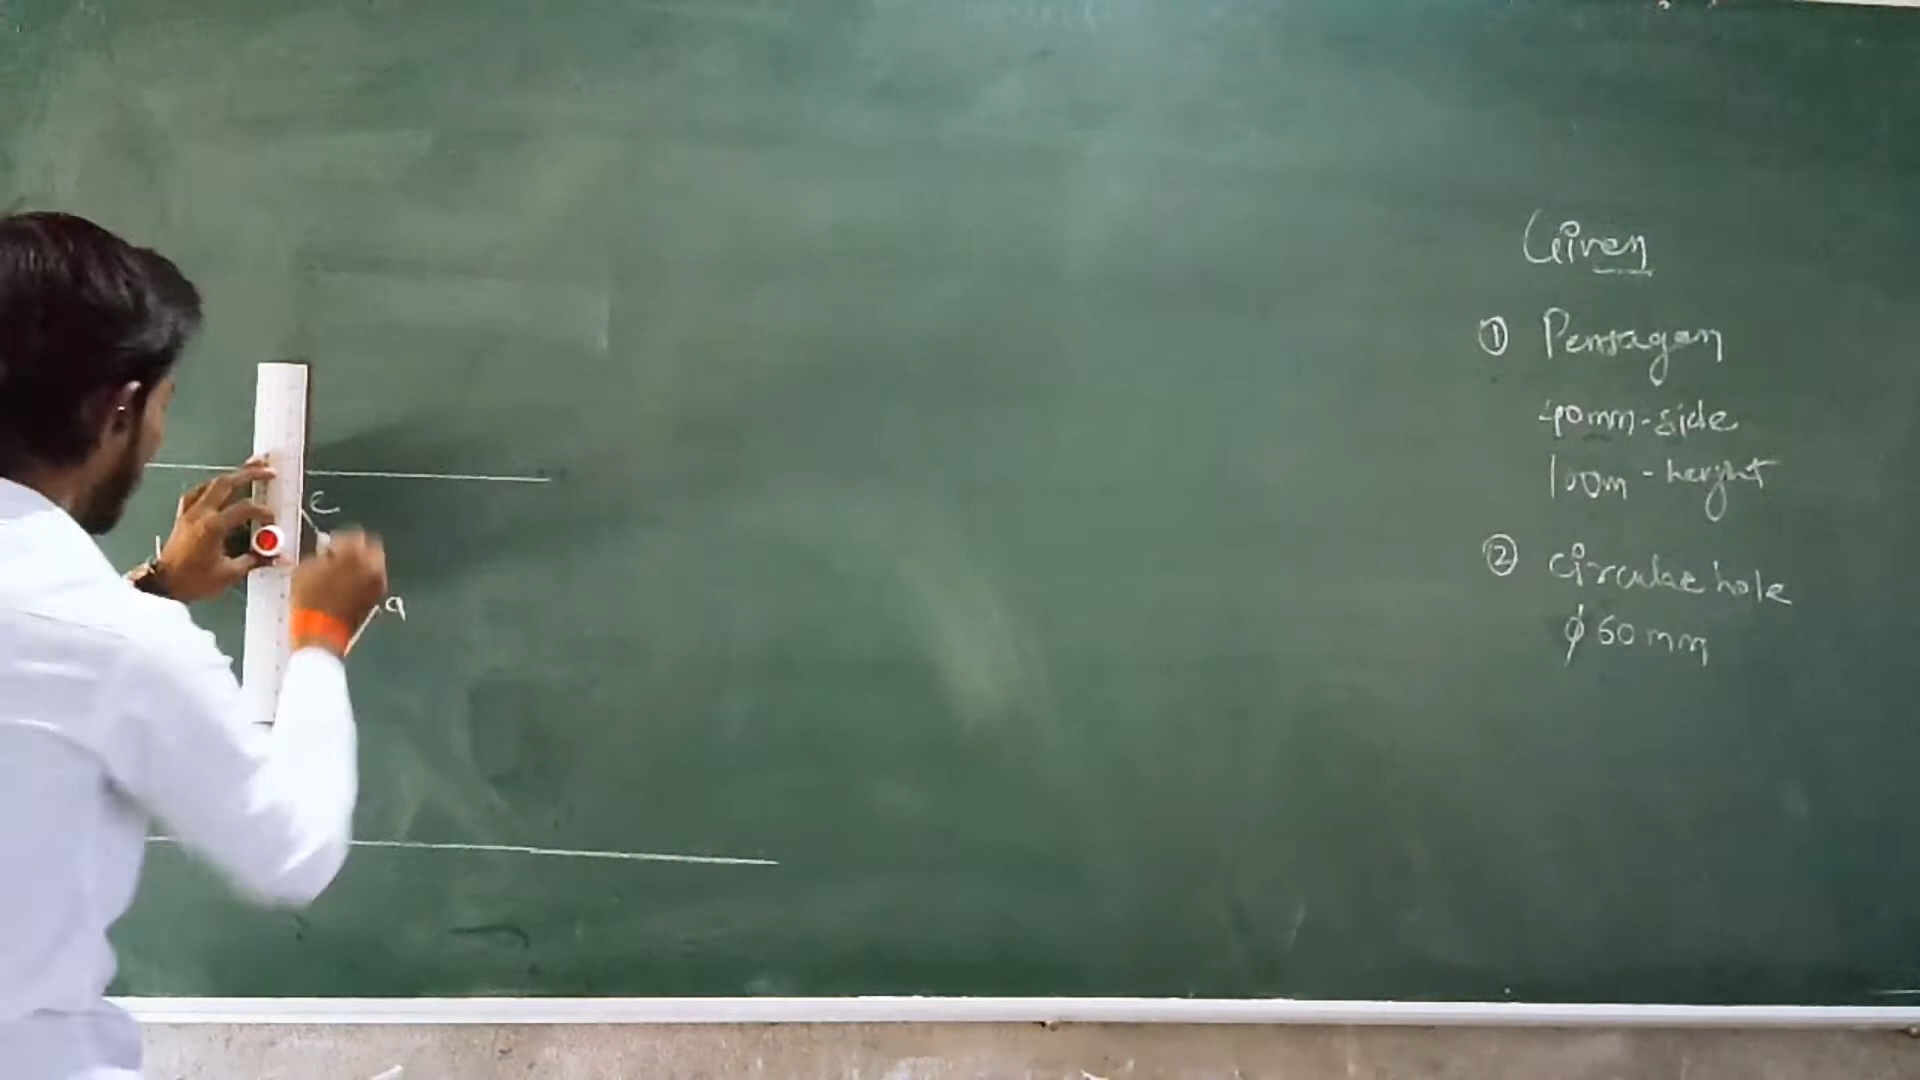 e
a
Given
① Pentagon
40mm-side
100m-height
② circular hole
ϕ 60 mm